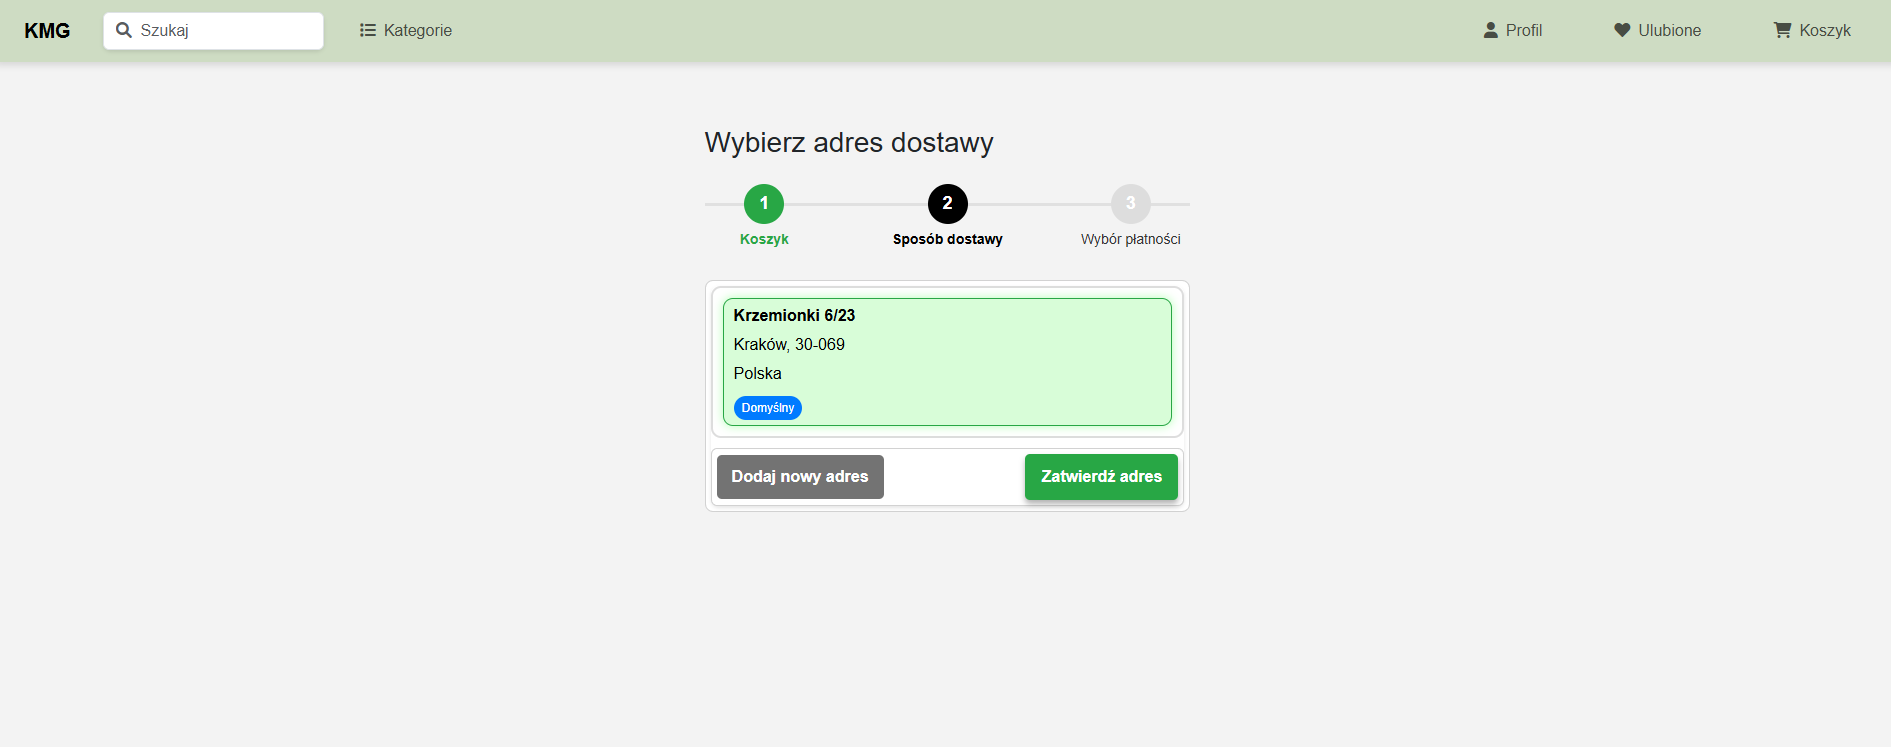 KMG
Szukaj
Kategorie
Profil
Ulubione
Koszyk
Wybierz adres dostawy
1
2
3
Koszyk
Sposób dostawy
Wybór płatności
Krzemionki 6/23
Kraków, 30-069
Polska
Domyślny
Dodaj nowy adres
Zatwierdź adres